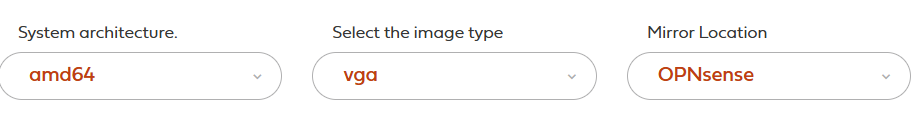 System architecture. Select the image type Mirror Location
amd64 vga OPNsense